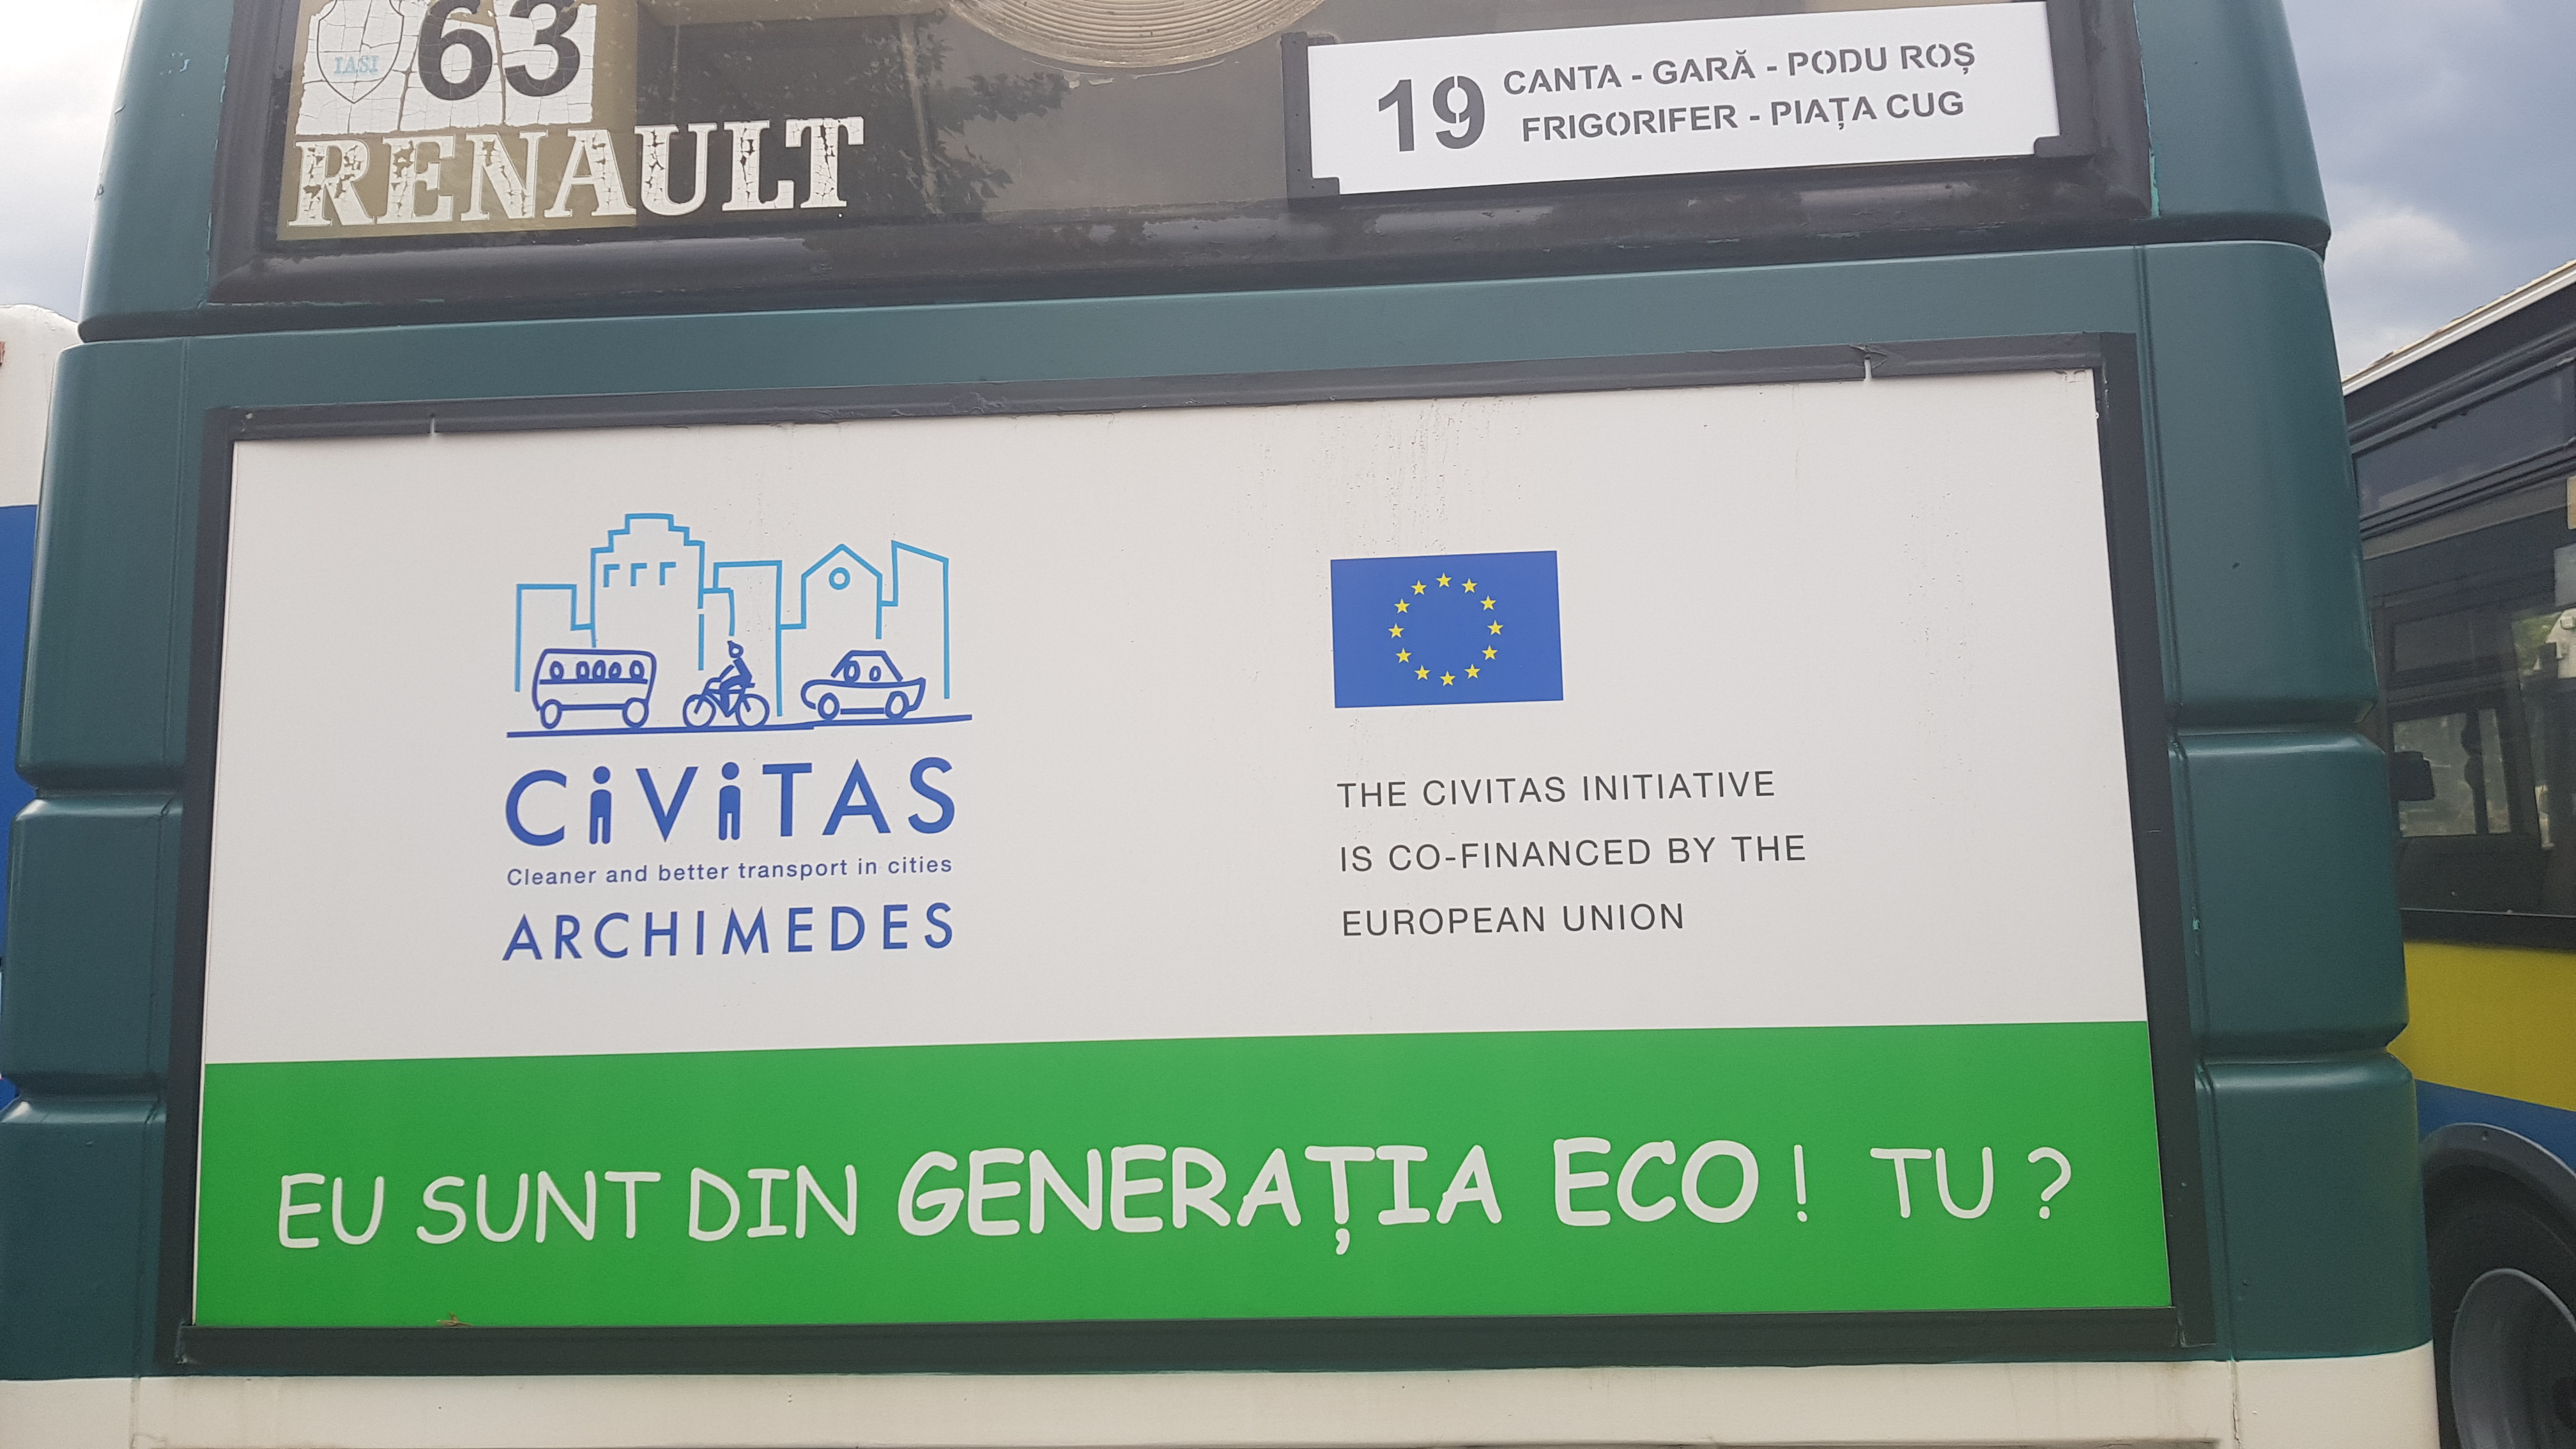 IASI
63
RENAULT
19
CANTA - GARĂ - PODU ROȘ
FRIGORIFER - PIAȚA CUG
CiViTAS
Cleaner and better transport in cities
ARCHIMEDES
THE CIVITAS INITIATIVE
IS CO-FINANCED BY THE
EUROPEAN UNION
EU SUNT DIN GENERAȚIA ECO! TU?